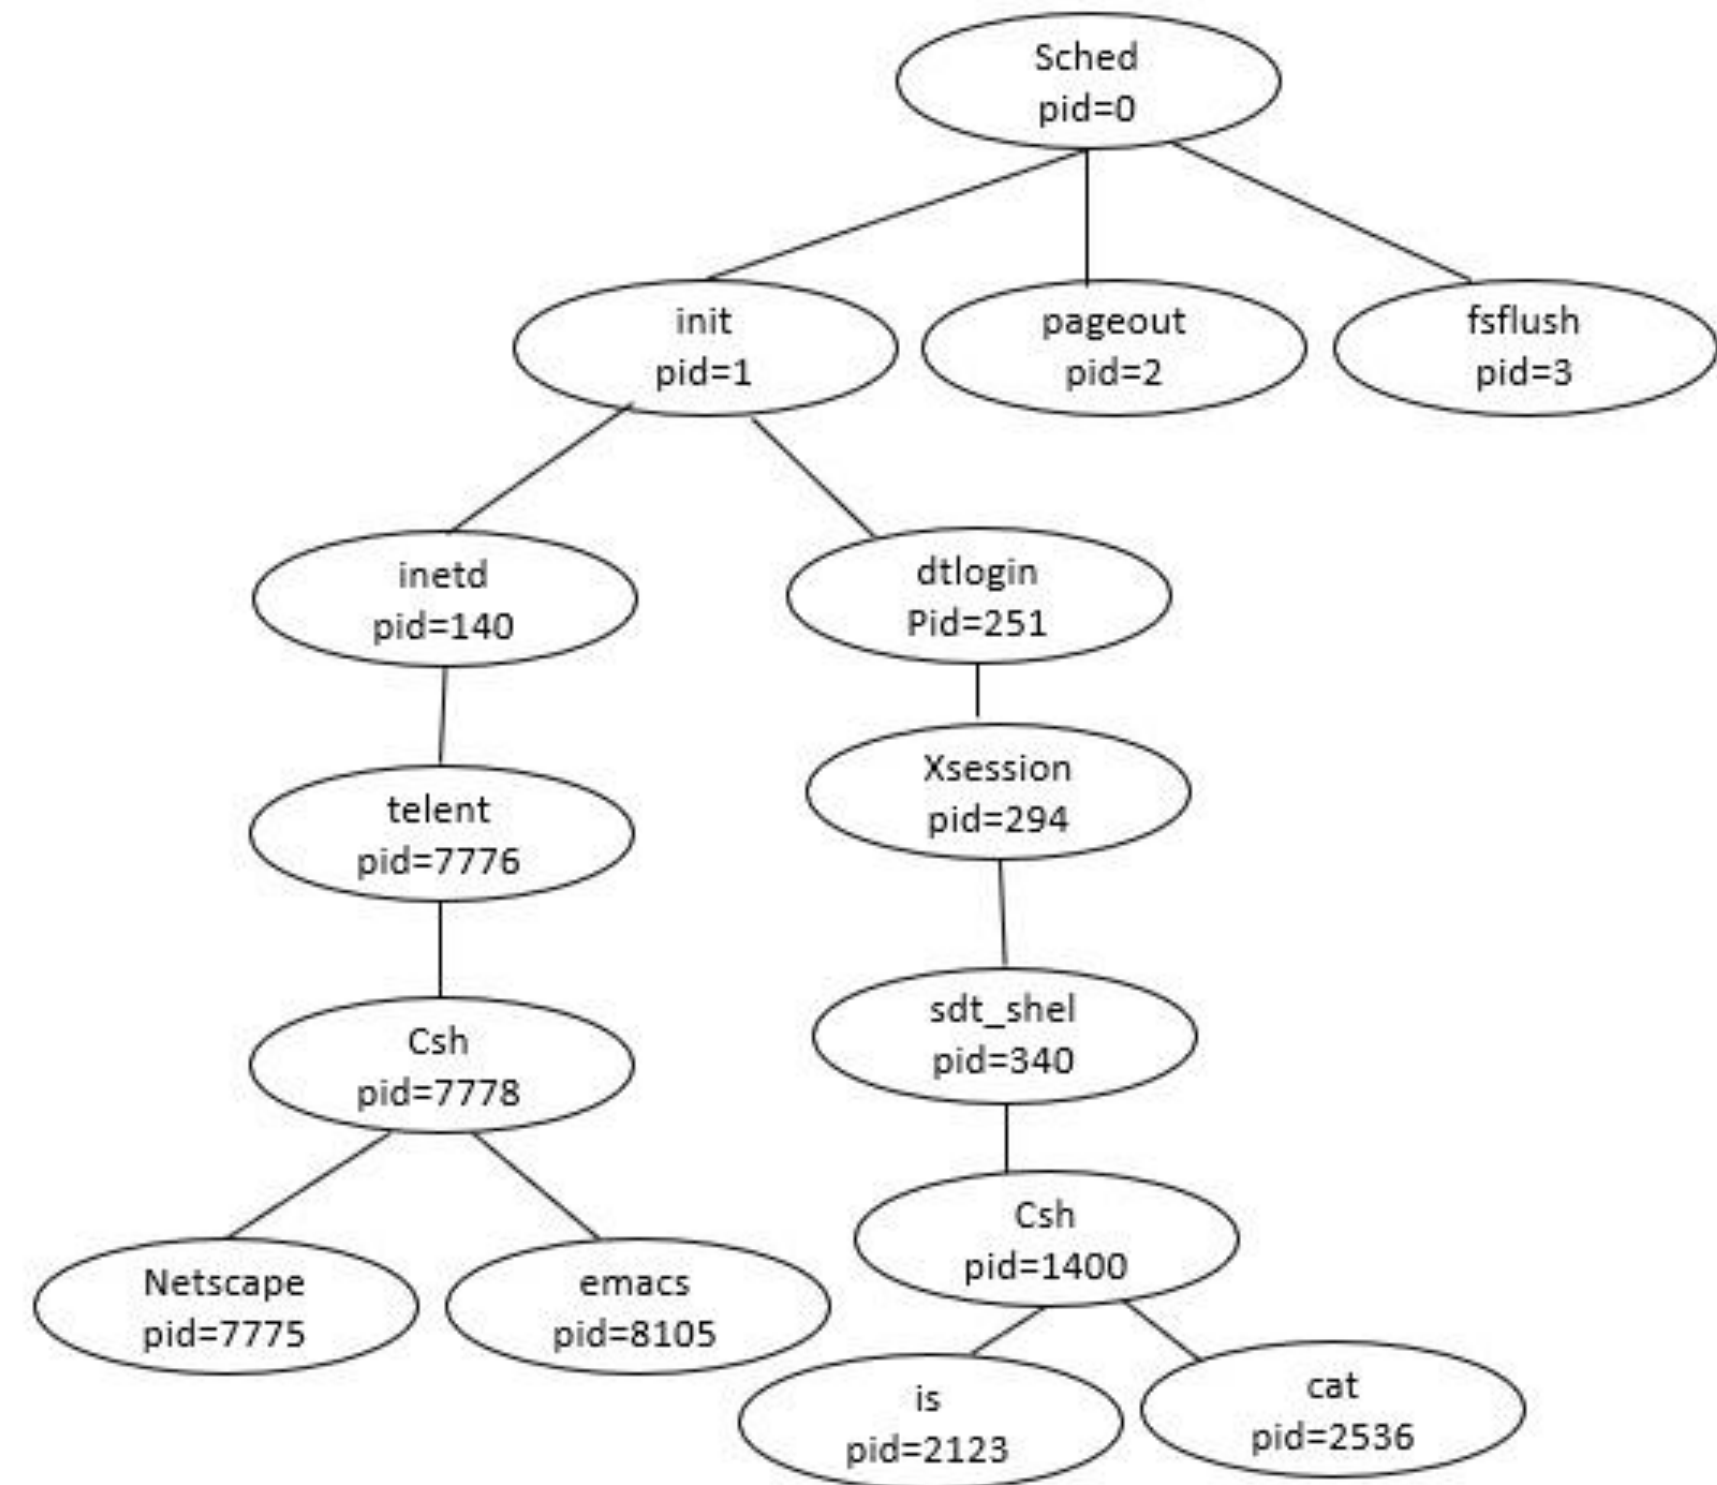 Sched
pid=0
init
pid=1
pageout
pid=2
fsflush
pid=3
inetd
pid=140
dtlogin
Pid=251
telent
pid=7776
Xsession
pid=294
Csh
pid=7778
sdt_shel
pid=340
Netscape
pid=7775
emacs
pid=8105
Csh
pid=1400
is
pid=2123
cat
pid=2536